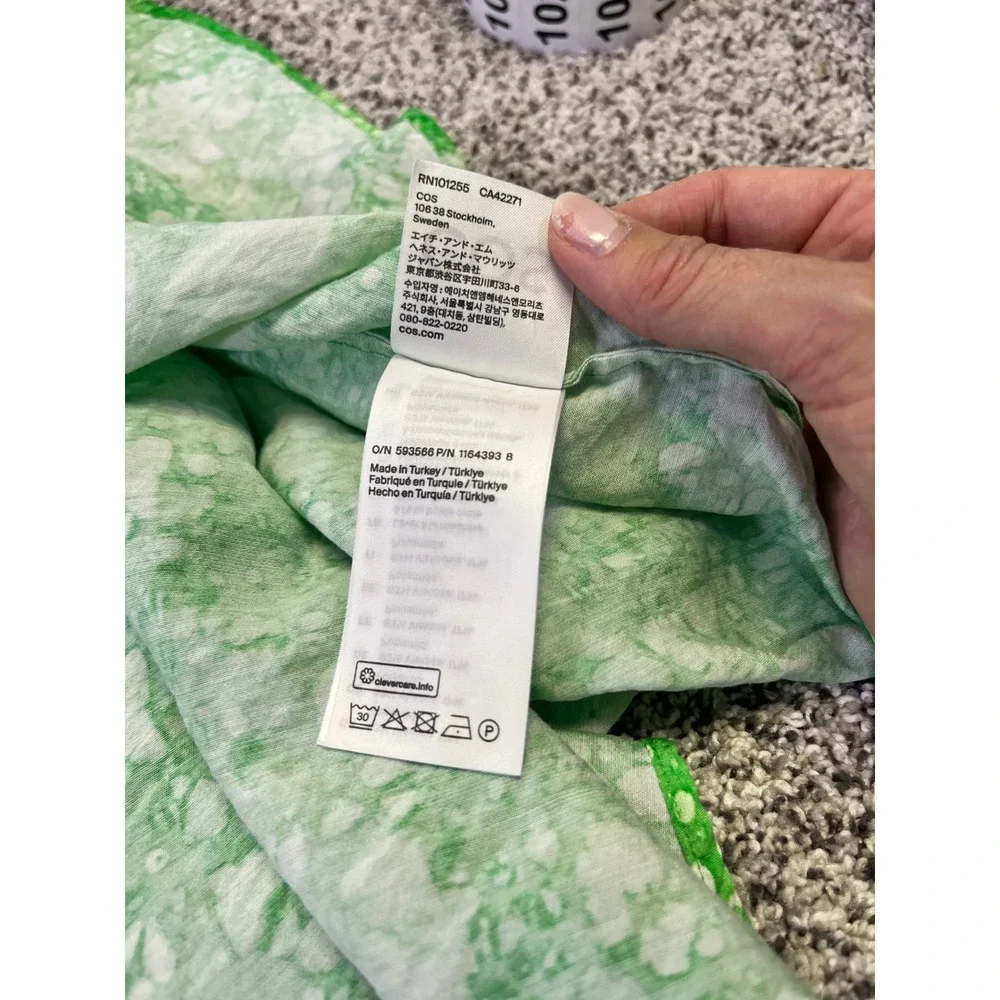 10
10
10
10
RN101255 CA42271
COS
106 38 Stockholm,
Sweden
エイチ・アンド・エム
ヘネス・アンド・マウリッツ
ジャパン株式会社
東京都渋谷区宇田川町33-6
수입자명 : 에이치앤엠헤네스앤모리츠
주식회사, 서울특별시 강남구 영동대로
421, 9층(대치동, 삼탄빌딩),
080-822-0220
cos.com
O/N 593566 P/N 1164393 8
Made in Turkey / Türkiye
Fabriqué en Turquie / Türkiye
Hecho en Turquía / Türkiye
clevercare.info
30
P